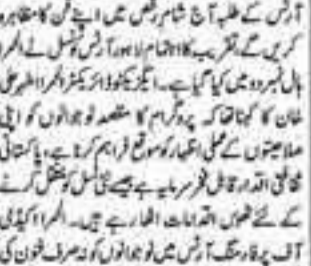 آرٹس کے طلبہ آج شام رقص میں اپنے فن کا مظاہرہ
کریں گے، تقریب کا اہتمام لاہور آرٹس کونسل نے الحمرا
ہال نمبر دو میں کیا گیا ہے۔ ایگزیکٹو ڈائریکٹر الحمرا اطہر علی
خان کا کہنا تھا کہ پروگرام کا مقصد نوجوانوں کو اپنی
صلاحیتوں کے عملی اظہار کا موقع فراہم کرنا ہے، پاکستانی
ثقافتی اقدار قابل فخر سرمایہ ہے جسے نئی نسل کو منتقل کرنے
کے لئے ٹھوس اقدامات اٹھا رہے ہیں۔ الحمرا اکیڈمی
آف پرفارمنگ آرٹس میں نوجوانوں کو نہ صرف فنون کی